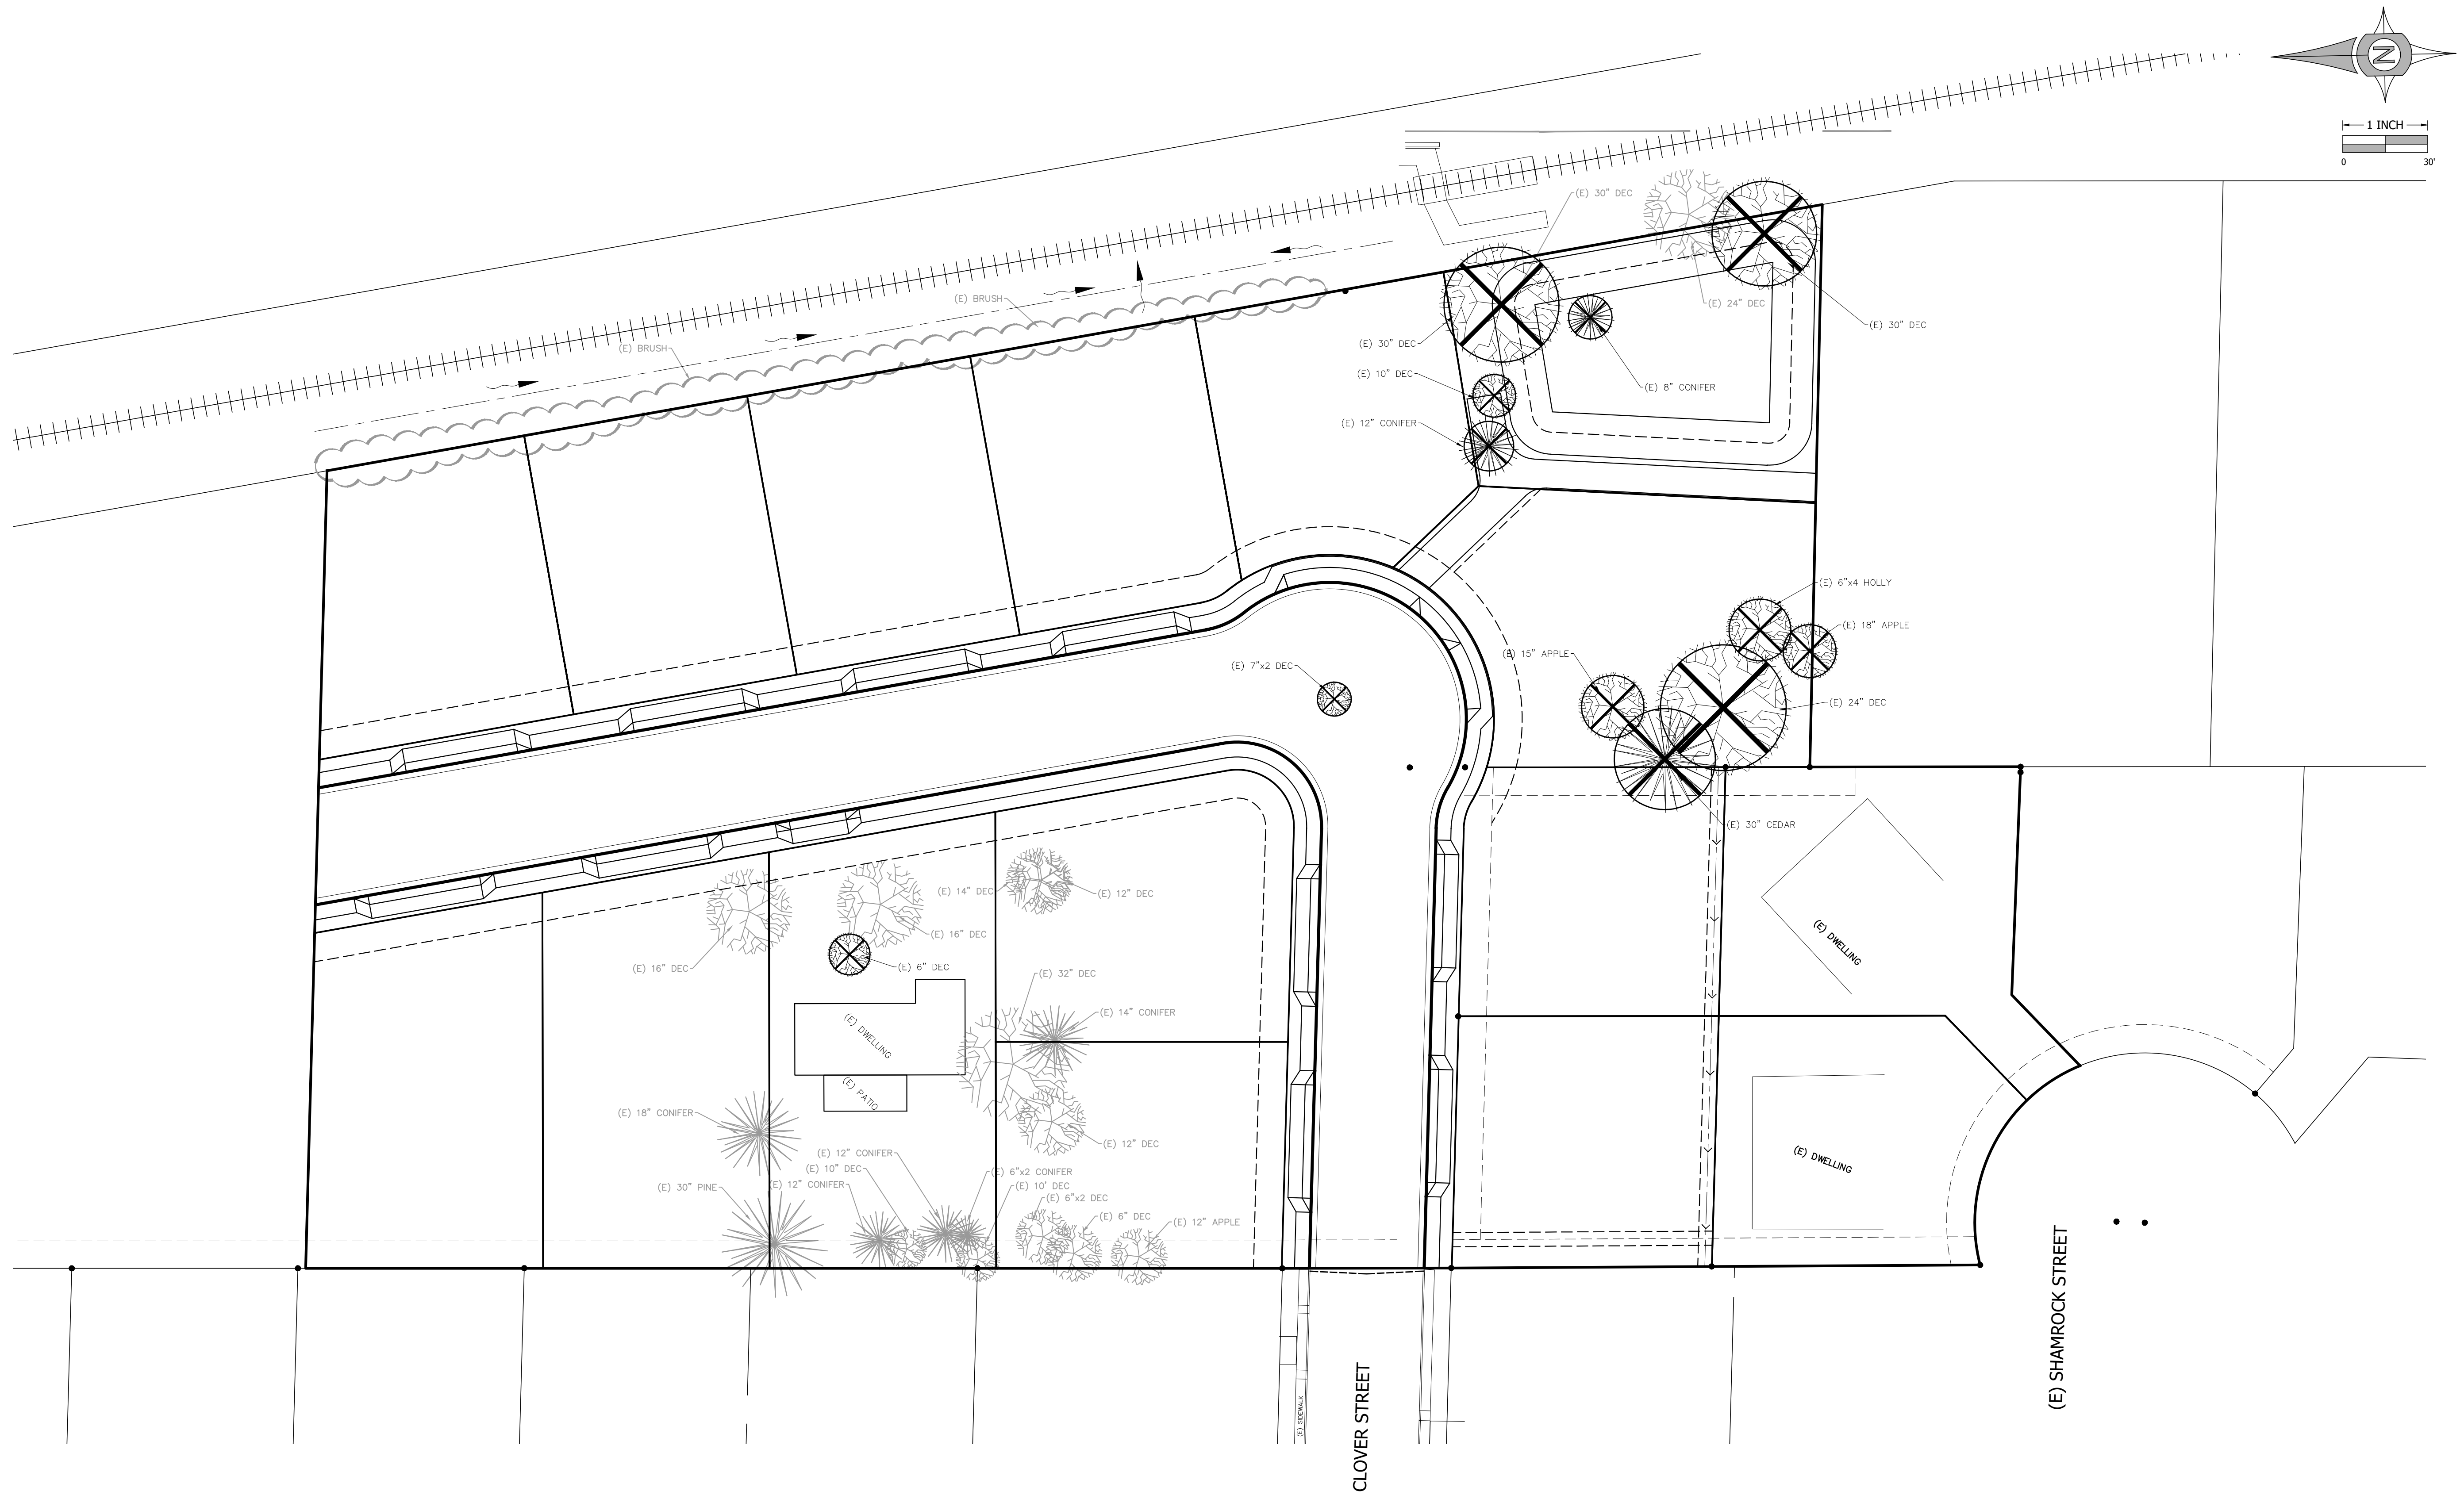 N
1 INCH
0 30'
(E) 30" DEC
(E) BRUSH
(E) 24" DEC
(E) 30" DEC
(E) BRUSH
(E) 30" DEC
(E) 10" DEC
(E) 8" CONIFER
(E) 12" CONIFER
(E) 6"x4 HOLLY
(E) 18" APPLE
(E) 15" APPLE
(E) 7"x2 DEC
(E) 24" DEC
(E) 30" CEDAR
(E) 14" DEC
(E) 12" DEC
(E) 16" DEC
(E) 16" DEC
(E) 6" DEC
(E) DWELLING
(E) 32" DEC
(E) 14" CONIFER
(E) DWELLING
(E) PATIO
(E) 18" CONIFER
(E) 12" DEC
(E) 12" CONIFER
(E) DWELLING
(E) 10" DEC
(E) 6"x2 CONIFER
(E) 30" PINE
(E) 12" CONIFER
(E) 10' DEC
(E) 6"x2 DEC
(E) 6" DEC
(E) 12" APPLE
(E) SHAMROCK STREET
(E) SIDEWALK
CLOVER STREET